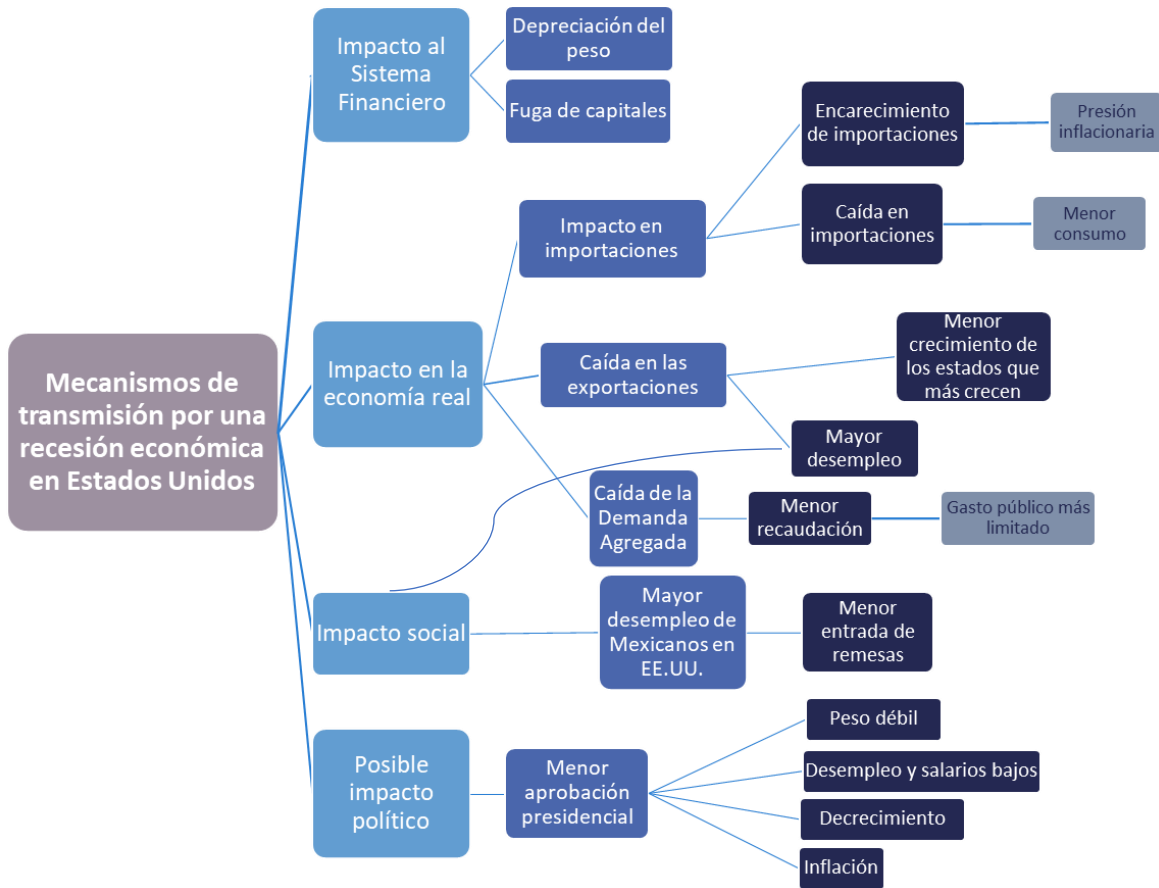 Mecanismos de
transmisión por una
recesión económica
en Estados Unidos
Impacto al
Sistema
Financiero
Depreciación del
peso
Fuga de capitales
Impacto en la
economía real
Impacto en
importaciones
Encarecimiento
de importaciones
Presión
inflacionaria
Caída en
importaciones
Menor
consumo
Caída en las
exportaciones
Menor
crecimiento de
los estados que
más crecen
Mayor
desempleo
Caída de la
Demanda
Agregada
Menor
recaudación
Gasto público más
limitado
Impacto social
Mayor
desempleo de
Mexicanos en
EE.UU.
Menor
entrada de
remesas
Posible
impacto
político
Menor
aprobación
presidencial
Peso débil
Desempleo y salarios bajos
Decrecimiento
Inflación